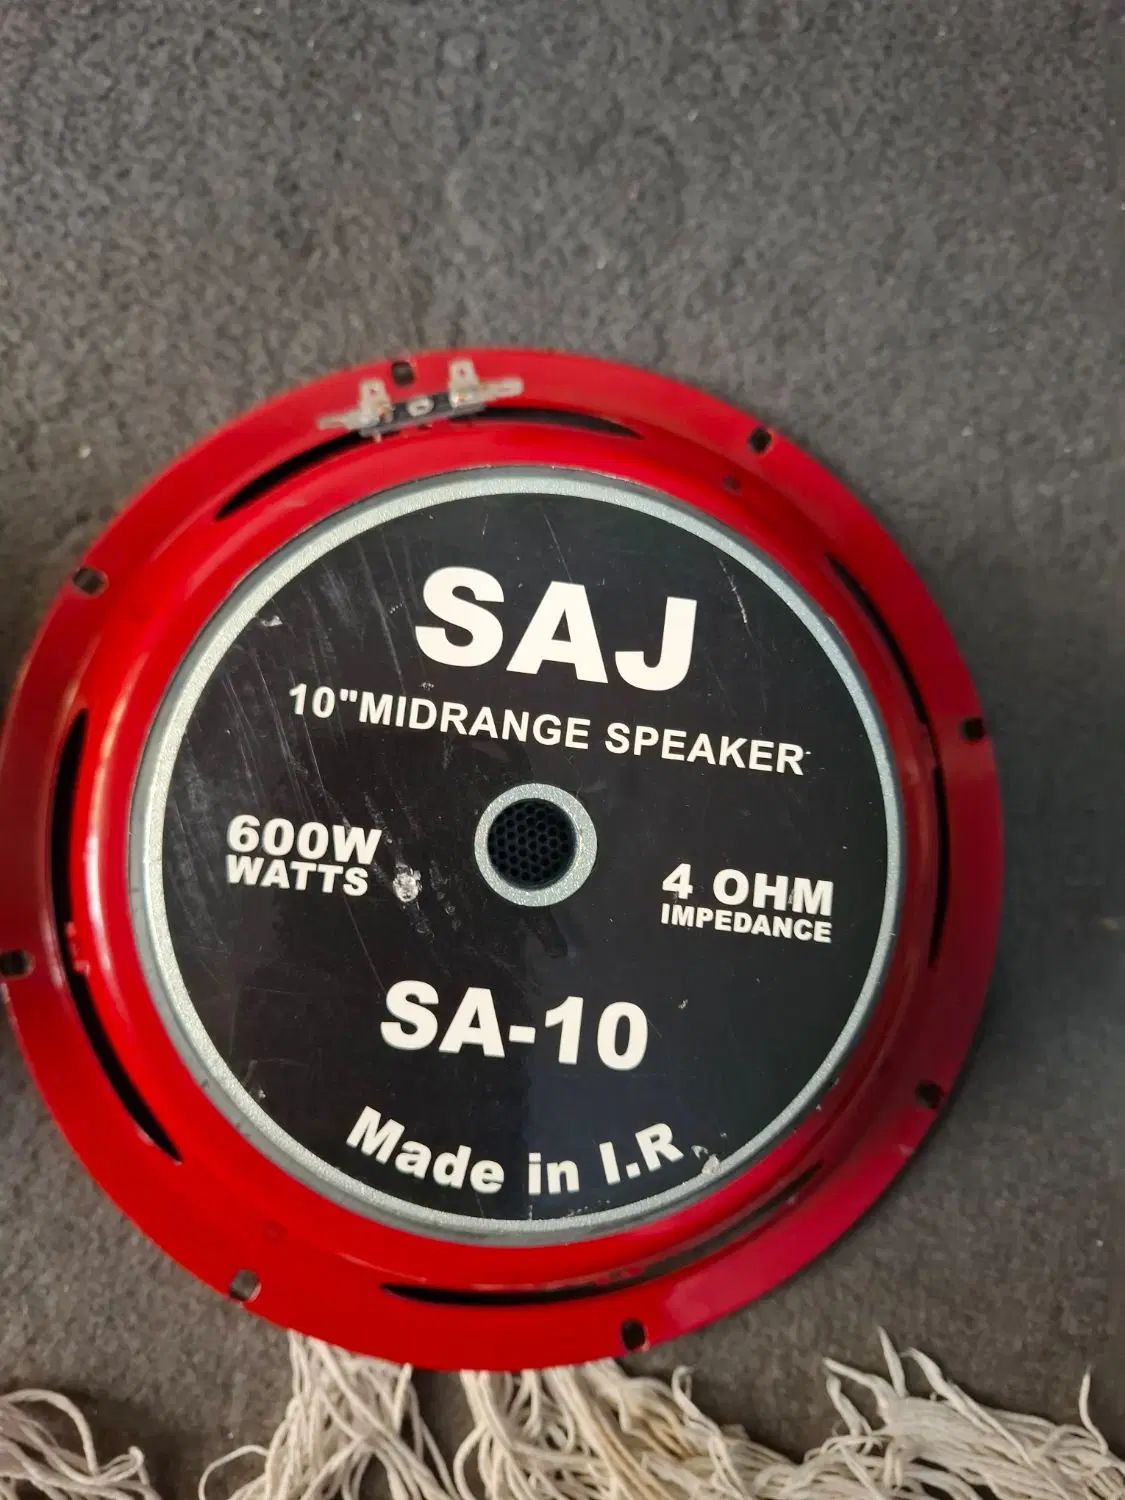 SAJ
10"MIDRANGE SPEAKER
600W
WATTS
4 OHM
IMPEDANCE
SA-10
Made in I.R